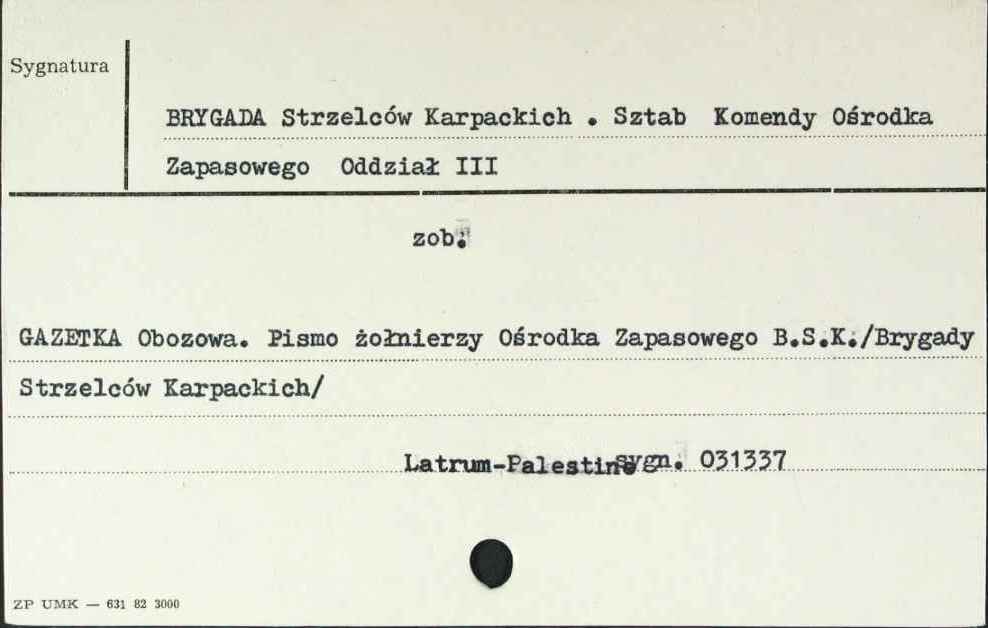 Sygnatura
BRYGADA Strzelców Karpackich . Sztab Komendy Ośrodka
Zapasowego Oddział III
zob.
GAZETKA Obozowa. Pismo żołnierzy Ośrodka Zapasowego B.S.K./Brygady
Strzelców Karpackich/
Latrum-Palestine sygn. 031337
ZP UMK — 631 82 3000